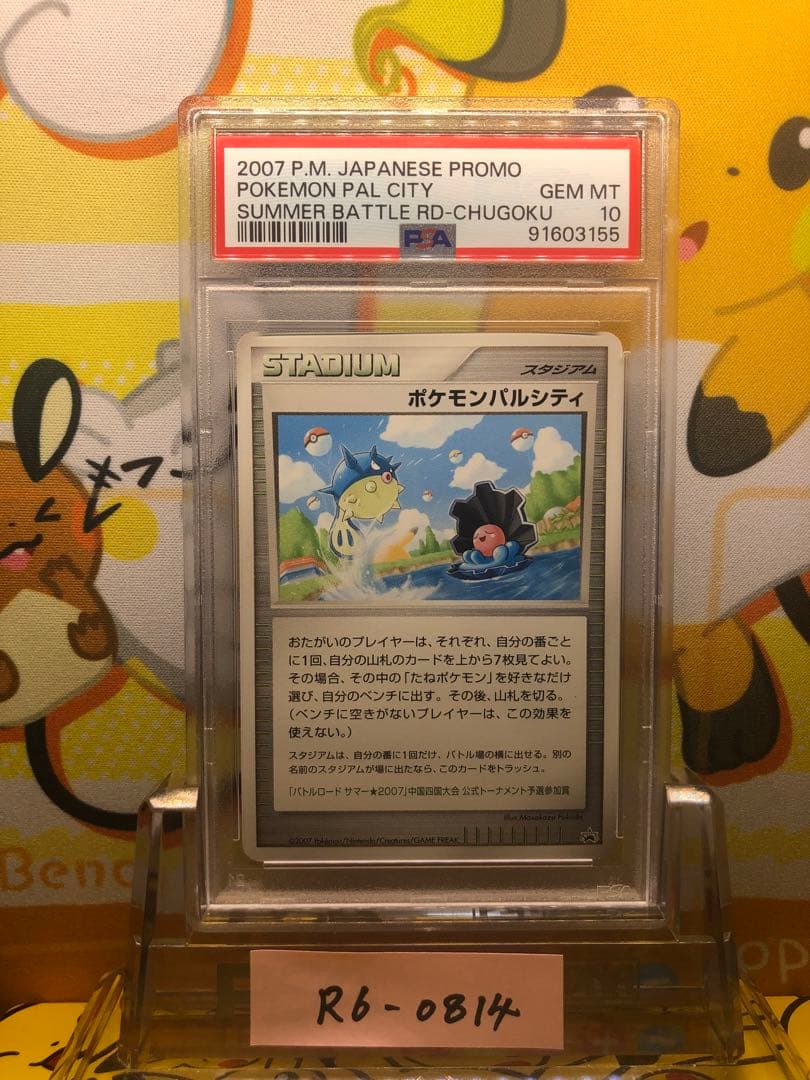 2007 P.M. JAPANESE PROMO
POKEMON PAL CITY GEM MT
SUMMER BATTLE RD-CHUGOKU 10
PSA 91603155
STADIUM スタジアム
ポケモンパルシティ
おたがいのプレイヤーは、それぞれ、自分の番ごと
に1回、自分の山札のカードを上から7枚見てよい。
その場合、その中の「たねポケモン」を好きなだけ
選び、自分のベンチに出す。その後、山札を切る。
(ベンチに空きがないプレイヤーは、この効果を
使えない。)
スタジアムは、自分の番に1回だけ、バトル場の横に出せる。別の
名前のスタジアムが場に出たなら、このカードをトラッシュ。
「バトルロード サマー★2007」中国四国大会 公式トーナメント予選参加賞
illus. Masakazu Fukuda
©2007 Pokémon/Nintendo/Creatures/GAME FREAK
Benc
op
R6-0814